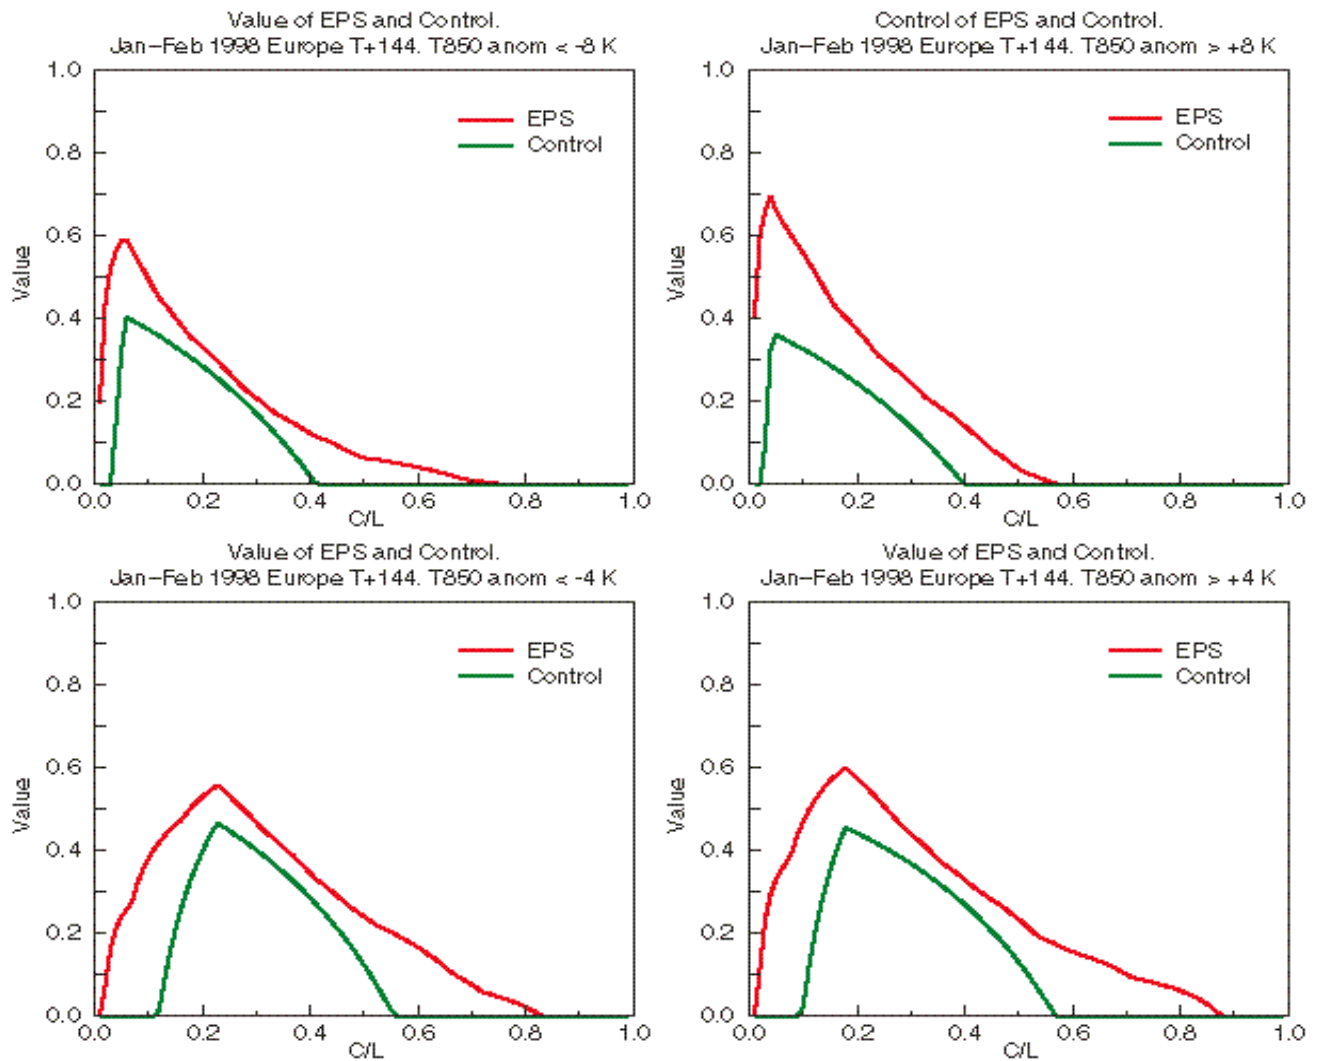 Value of EPS and Control.
Jan-Feb 1998 Europe T+144. T850 anom < -8 K
1.0
0.8
0.6
0.4
0.2
0.0
Value
EPS
Control
0.0 0.2 0.4 0.6 0.8 1.0
C/L
Control of EPS and Control.
Jan-Feb 1998 Europe T+144. T850 anom > +8 K
1.0
0.8
0.6
0.4
0.2
0.0
Value
EPS
Control
0.0 0.2 0.4 0.6 0.8 1.0
C/L
Value of EPS and Control.
Jan-Feb 1998 Europe T+144. T850 anom < -4 K
1.0
0.8
0.6
0.4
0.2
0.0
Value
EPS
Control
0.0 0.2 0.4 0.6 0.8 1.0
C/L
Value of EPS and Control.
Jan-Feb 1998 Europe T+144. T850 anom > +4 K
1.0
0.8
0.6
0.4
0.2
0.0
Value
EPS
Control
0.0 0.2 0.4 0.6 0.8 1.0
C/L